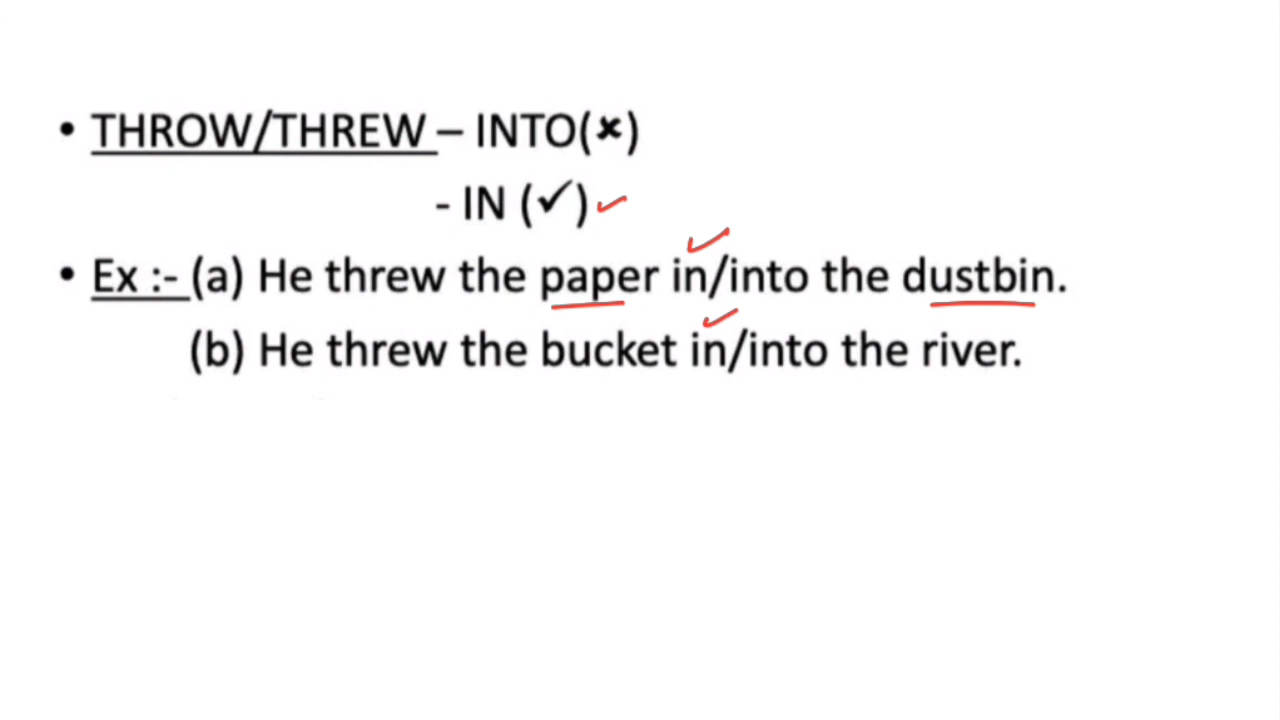 • THROW/THREW – INTO(✘)
- IN (✓) ✓
• Ex :- (a) He threw the paper in/into the dustbin.
(b) He threw the bucket in/into the river.